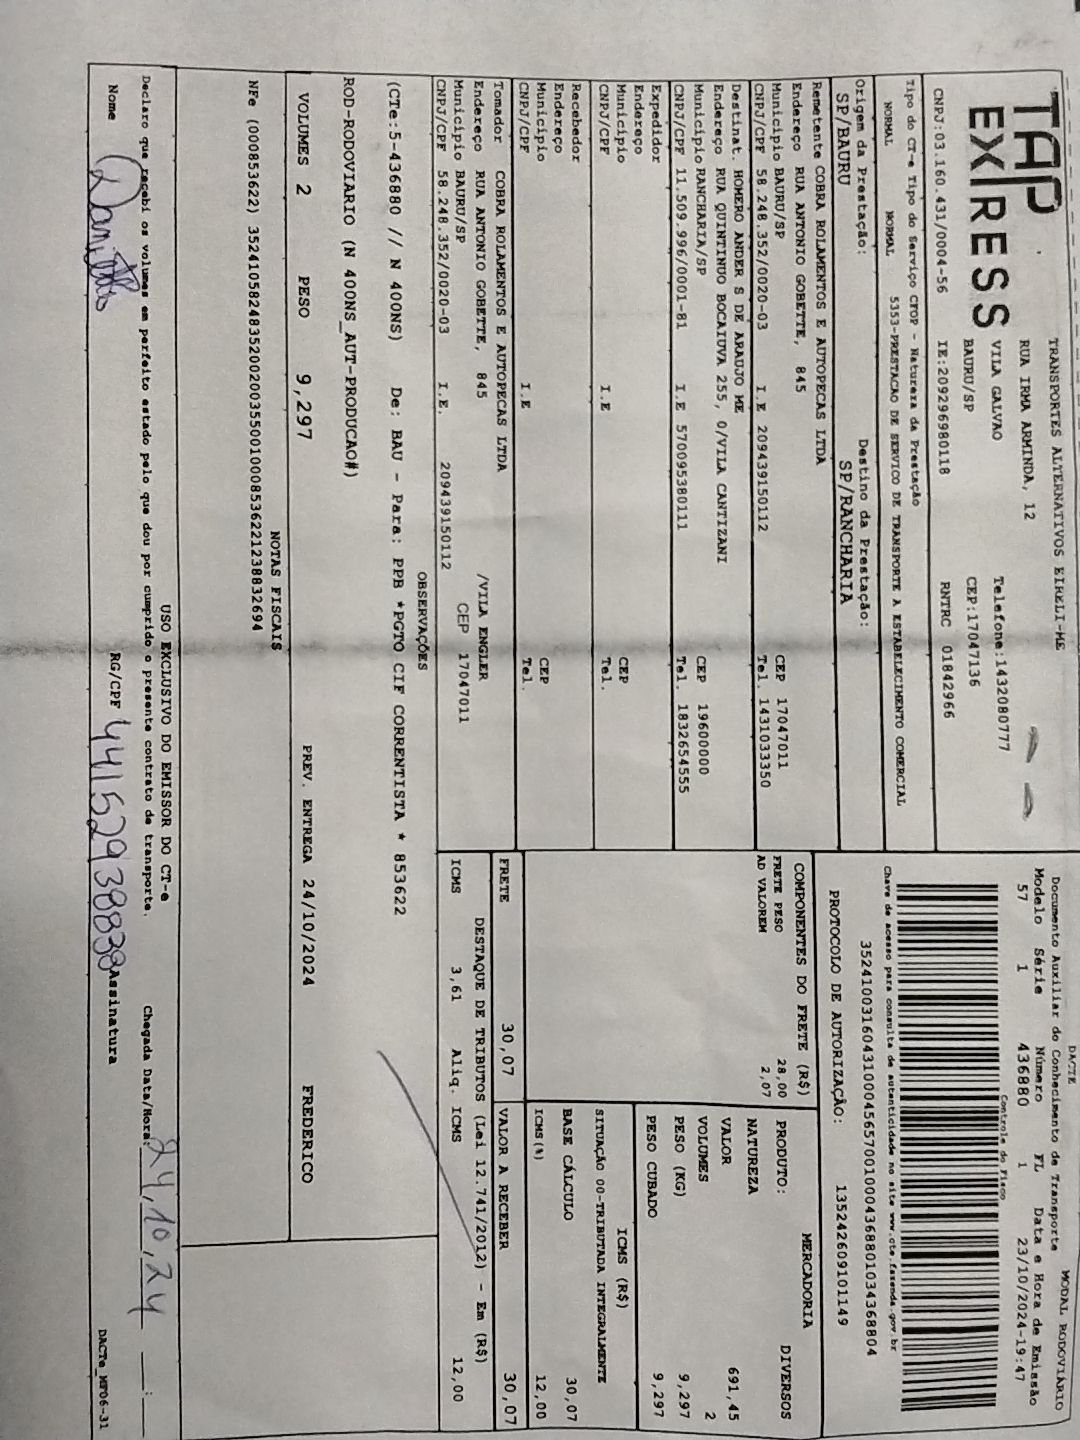 TAP EXPRESS
TRANSPORTES ALTERNATIVOS EIRELI-ME
RUA IRMA ARMINDA, 12
VILA GALVAO Telefone:1432080777
BAURU/SP CEP:17047136
CNPJ:03.160.431/0004-56 IE:209296980118 RNTRC 01842966
Tipo do CT-e Tipo do Serviço CFOP - Natureza da Prestação
NORMAL NORMAL 5353-PRESTACAO DE SERVICO DE TRANSPORTE A ESTABELECIMENTO COMERCIAL
Origem da Prestação: Destino da Prestação:
SP/BAURU SP/RANCHARIA
Remetente COBRA ROLAMENTOS E AUTOPECAS LTDA
Endereço RUA ANTONIO GOBETTE, 845
Municipio BAURU/SP CEP 17047011
CNPJ/CPF 58.248.352/0020-03 I.E 209439150112 Tel. 1431033350
Destinat. HOMERO ANDER S DE ARAUJO ME
Endereço RUA QUINTINUO BOCAIUVA 255, 0/VILA CANTIZANI
Municipio RANCHARIA/SP CEP 19600000
CNPJ/CPF 11.509.996/0001-81 I.E 570095380111 Tel. 1832654555
Expedidor
Endereço
Municipio CEP
CNPJ/CPF I.E Tel.
Recebedor
Endereço
Municipio CEP
CNPJ/CPF I.E Tel.
Tomador COBRA ROLAMENTOS E AUTOPECAS LTDA
Endereço RUA ANTONIO GOBETTE, 845 /VILA ENGLER
Municipio BAURU/SP CEP 17047011
CNPJ/CPF 58.248.352/0020-03 I.E. 209439150112
DACTE MODAL RODOVIÁRIO
Documento Auxiliar do Conhecimento de Transporte
Modelo Série Número FL Data e Hora de Emissão
57 1 436880 1 23/10/2024-19:47
Controle do Fisco
Chave de acesso para consulta de autenticidade no site www.cte.fazenda.gov.br
35241003160431000456570010004368801034368804
PROTOCOLO DE AUTORIZAÇÃO: 135242609101149
COMPONENTES DO FRETE (R$)
FRETE PESO 28,00
AD VALOREM 2,07
MERCADORIA
PRODUTO: DIVERSOS
NATUREZA
VALOR 691,45
VOLUMES 2
PESO (KG) 9,297
PESO CUBADO 9,297
ICMS (R$)
SITUAÇÃO 00-TRIBUTADA INTEGRALMENTE
BASE CÁLCULO 30,07
ICMS(%) 12,00
FRETE 30,07 VALOR A RECEBER 30,07
DESTAQUE DE TRIBUTOS (Lei 12.741/2012) - Em (R$)
ICMS 3,61 Aliq. ICMS 12,00
OBSERVAÇÕES
(CTe:5-436880 // N 400NS) De: BAU - Para: PPB *PGTO CIF CORRENTISTA * 853622
ROD-RODOVIARIO (N 400NS_AUT-PRODUCAO#)
VOLUMES 2 PESO 9,297 PREV. ENTREGA 24/10/2024 FREDERICO
NOTAS FISCAIS
NFe (000853622) 35241058248352002003550010008536221238832694
USO EXCLUSIVO DO EMISSOR DO CT-e
Declaro que recebi os volumes em perfeito estado pelo que dou por cumprido o presente contrato de transporte. Chegada Data/Hora: 24,10,24 :
Nome RG/CPF 44152938838 Assinatura
DACTe_MF06-31